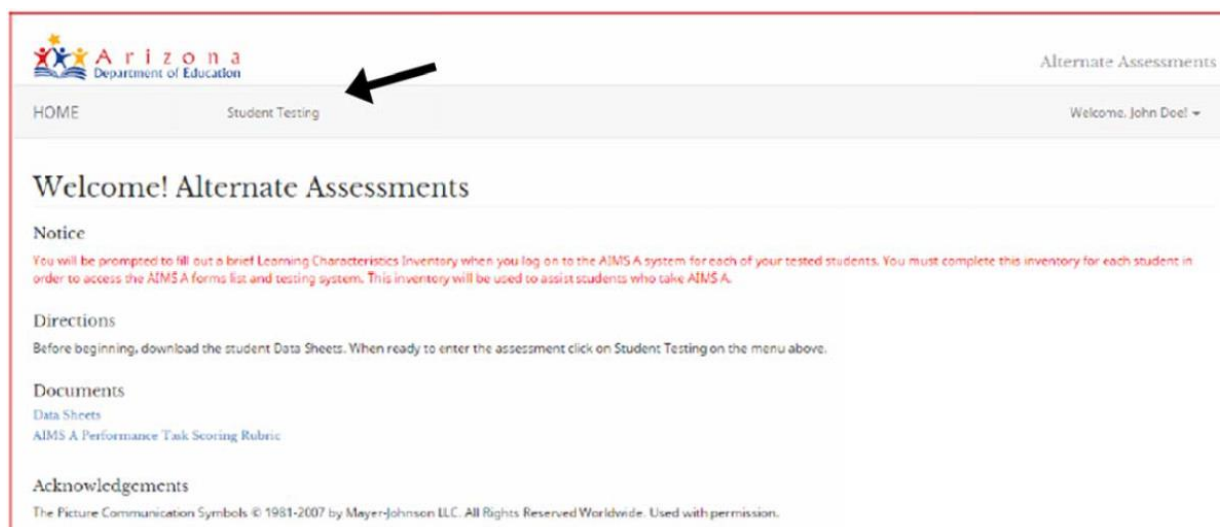 Arizona
Department of Education
Alternate Assessments
HOME Student Testing Welcome, John Doe!
Welcome! Alternate Assessments
Notice
You will be prompted to fill out a brief Learning Characteristics Inventory when you log on to the AIMS A system for each of your tested students. You must complete this inventory for each student in
order to access the AIMS A forms list and testing system. This inventory will be used to assist students who take AIMS A.
Directions
Before beginning, download the student Data Sheets. When ready to enter the assessment click on Student Testing on the menu above.
Documents
Data Sheets
AIMS A Performance Task Scoring Rubric
Acknowledgements
The Picture Communication Symbols © 1981-2007 by Mayer-Johnson LLC. All Rights Reserved Worldwide. Used with permission.